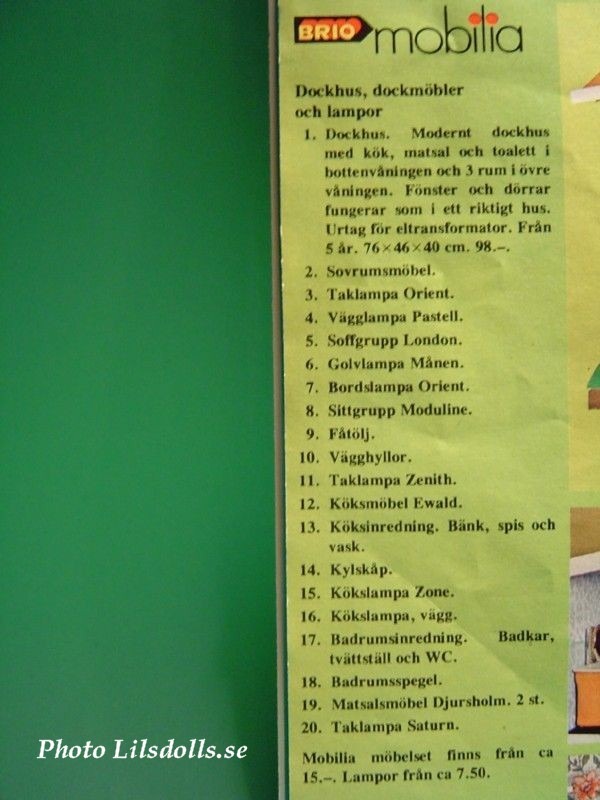 BRIO mobilia
Dockhus, dockmöbler
och lampor
1. Dockhus. Modernt dockhus
med kök, matsal och toalett i
bottenvåningen och 3 rum i övre
våningen. Fönster och dörrar
fungerar som i ett riktigt hus.
Urtag för eltransformator. Från
5 år. 76×46×40 cm. 98.–.
2. Sovrumsmöbel.
3. Taklampa Orient.
4. Vägglampa Pastell.
5. Soffgrupp London.
6. Golvlampa Månen.
7. Bordslampa Orient.
8. Sittgrupp Moduline.
9. Fåtölj.
10. Vägghyllor.
11. Taklampa Zenith.
12. Köksmöbel Ewald.
13. Köksinredning. Bänk, spis och
vask.
14. Kylskåp.
15. Kökslampa Zone.
16. Kökslampa, vägg.
17. Badrumsinredning. Badkar,
tvättställ och WC.
18. Badrumsspegel.
19. Matsalsmöbel Djursholm. 2 st.
20. Taklampa Saturn.
Mobilia möbelset finns från ca
15.–. Lampor från ca 7.50.
Photo Lilsdolls.se